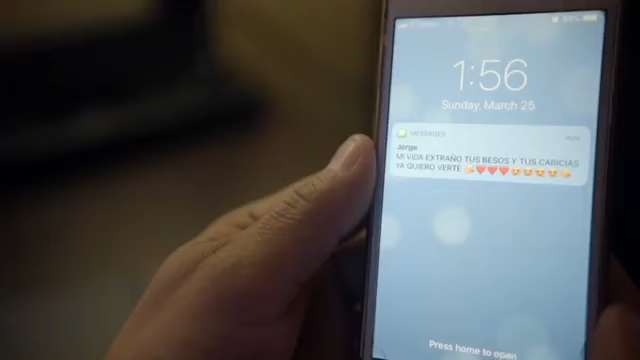 1:56
Sunday, March 25
MESSAGES
now
Jorge
MI VIDA EXTRAÑO TUS BESOS Y TUS CARICIAS
YA QUIERO VERTE 😘❤️❤️❤️😍😍😍😍😘
Press home to open